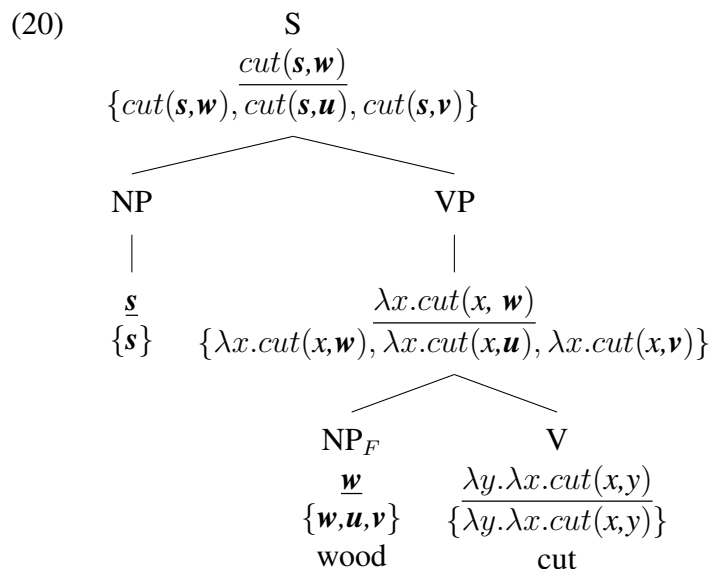 (20) S
cut(s,w)
{cut(s,w), cut(s,u), cut(s,v)}
NP VP
s λx.cut(x, w)
{s} {λx.cut(x,w), λx.cut(x,u), λx.cut(x,v)}
NP_F V
w λy.λx.cut(x,y)
{w,u,v} {λy.λx.cut(x,y)}
wood cut